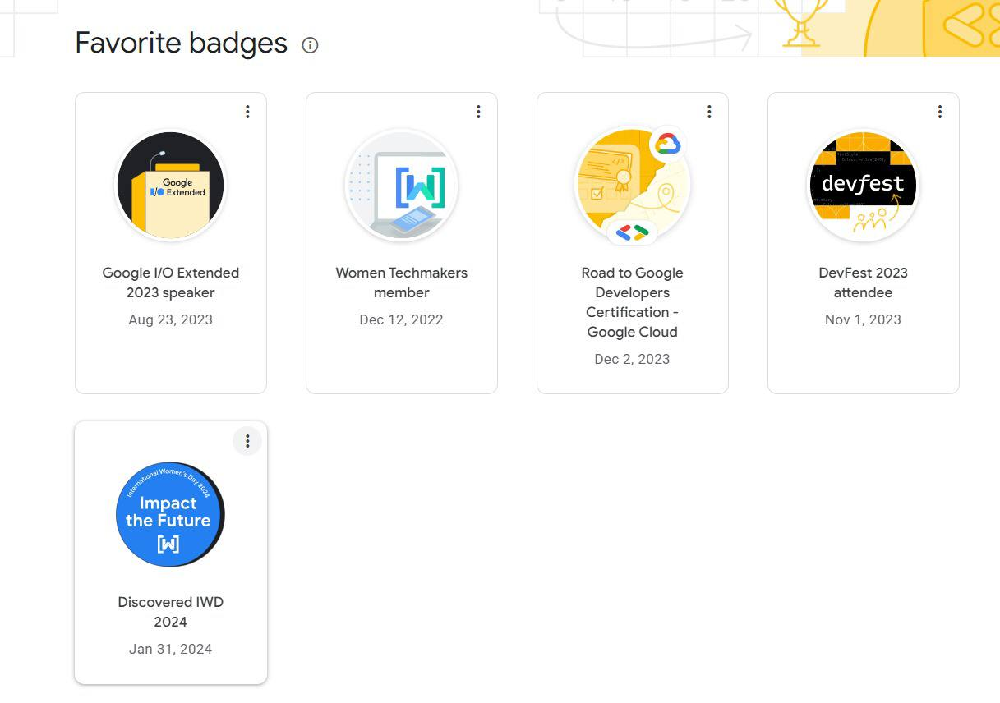 Favorite badges
Google
I/O Extended
Google I/O Extended
2023 speaker
Aug 23, 2023
Women Techmakers
member
Dec 12, 2022
Road to Google
Developers
Certification -
Google Cloud
Dec 2, 2023
devfest
DevFest 2023
attendee
Nov 1, 2023
International Women's Day 2024
Impact
the Future
[W]
Discovered IWD
2024
Jan 31, 2024